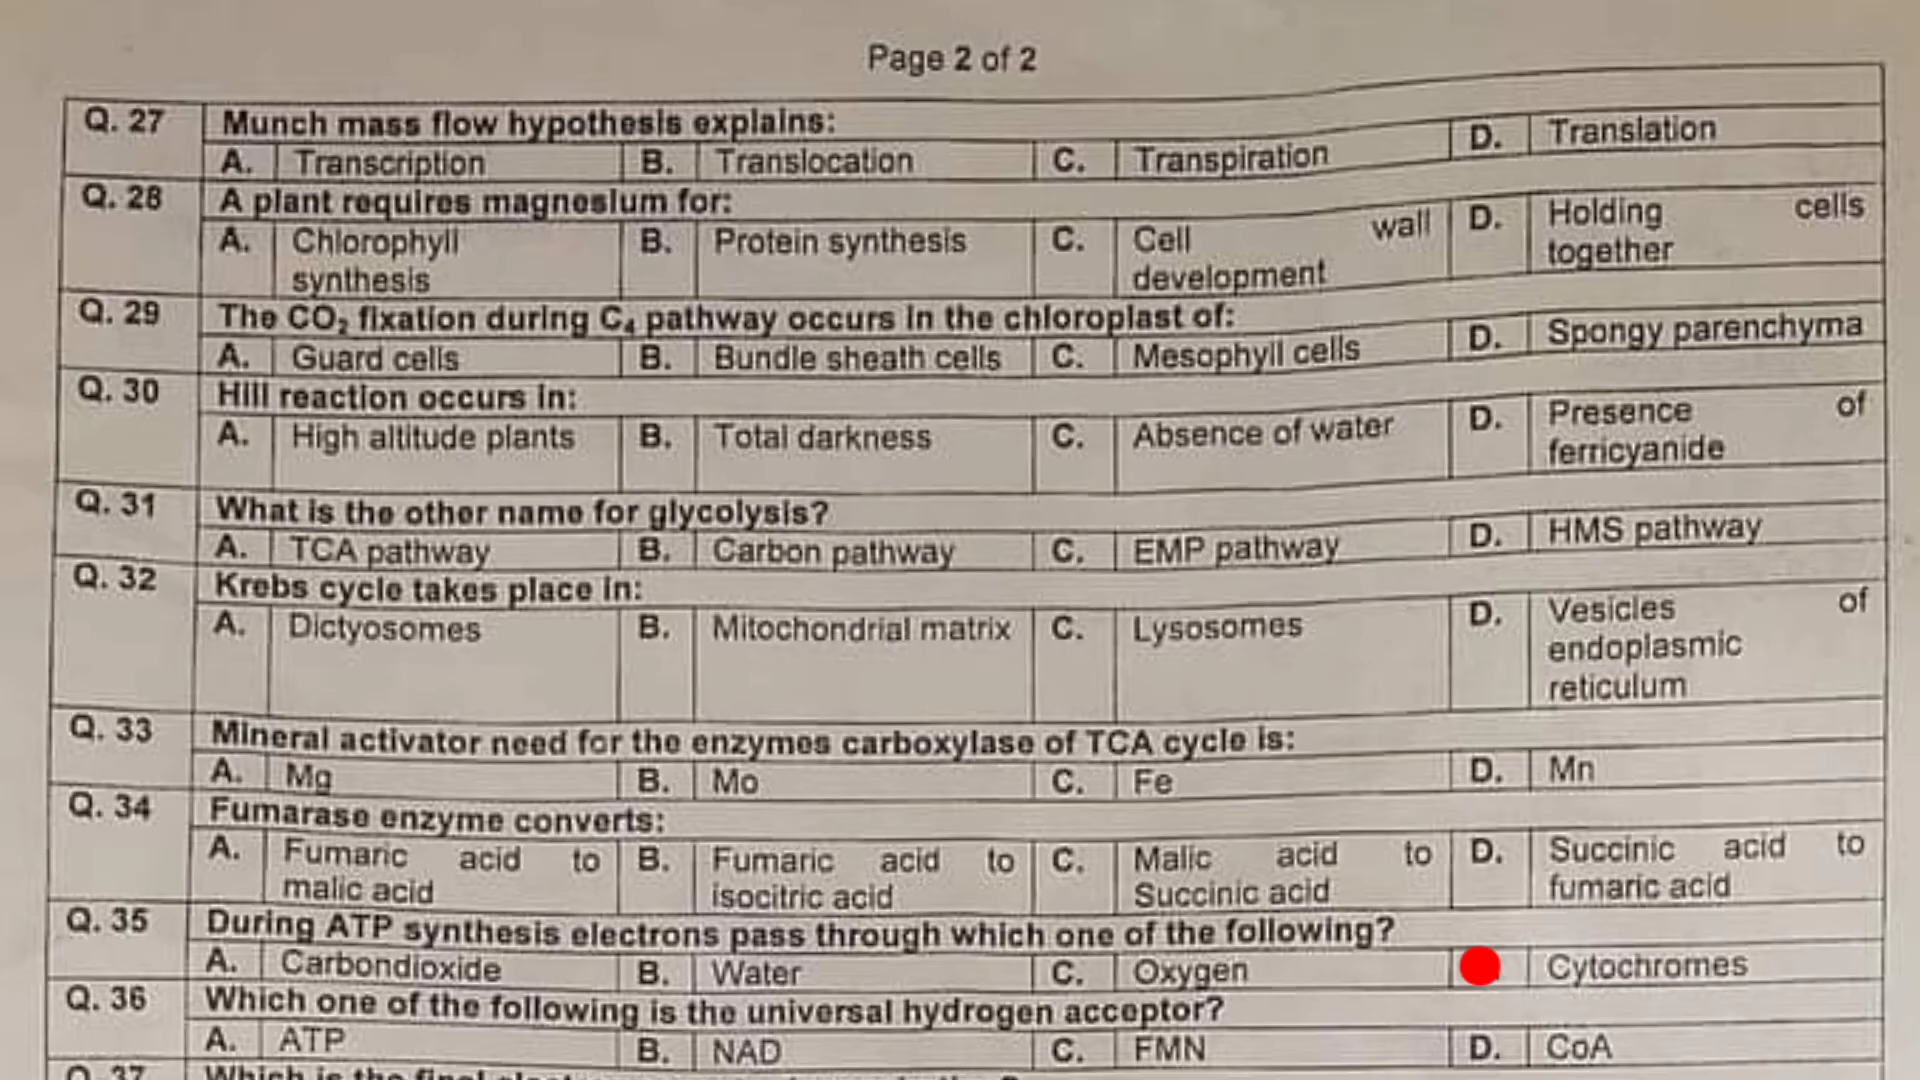 Page 2 of 2
Q. 27 Munch mass flow hypothesis explains:
A. Transcription B. Translocation C. Transpiration D. Translation
Q. 28 A plant requires magnesium for:
A. Chlorophyll synthesis B. Protein synthesis C. Cell wall development D. Holding cells together
Q. 29 The CO₂ fixation during C₄ pathway occurs in the chloroplast of:
A. Guard cells B. Bundle sheath cells C. Mesophyll cells D. Spongy parenchyma
Q. 30 Hill reaction occurs in:
A. High altitude plants B. Total darkness C. Absence of water D. Presence of ferricyanide
Q. 31 What is the other name for glycolysis?
A. TCA pathway B. Carbon pathway C. EMP pathway D. HMS pathway
Q. 32 Krebs cycle takes place in:
A. Dictyosomes B. Mitochondrial matrix C. Lysosomes D. Vesicles of endoplasmic reticulum
Q. 33 Mineral activator need for the enzymes carboxylase of TCA cycle is:
A. Mg B. Mo C. Fe D. Mn
Q. 34 Fumarase enzyme converts:
A. Fumaric acid to malic acid B. Fumaric acid to isocitric acid C. Malic acid to Succinic acid D. Succinic acid to fumaric acid
Q. 35 During ATP synthesis electrons pass through which one of the following?
A. Carbondioxide B. Water C. Oxygen Cytochromes
Q. 36 Which one of the following is the universal hydrogen acceptor?
A. ATP B. NAD C. FMN D. CoA
Q. 37 Which is the final